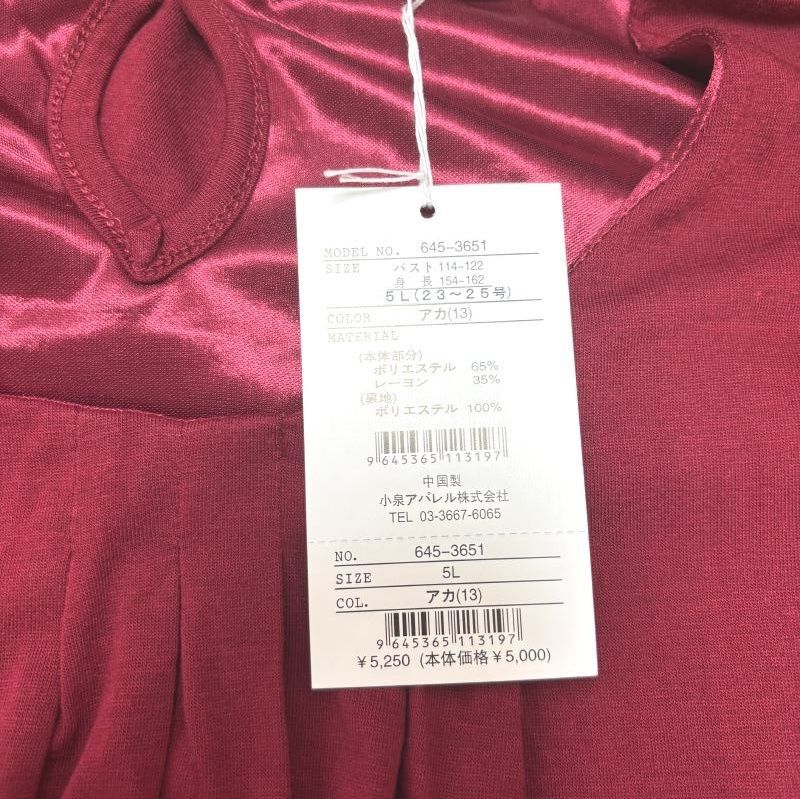 MODEL NO. 645-3651
SIZE バスト 114-122
身 長 154-162
5L(23~25号)
COLOR アカ(13)
MATERIAL
(本体部分)
ポリエステル 65%
レーヨン 35%
(裏地)
ポリエステル 100%
9 645365 113197
中国製
小泉アパレル株式会社
TEL 03-3667-6065
NO. 645-3651
SIZE 5L
COL. アカ(13)
9 645365 113197
¥5,250 (本体価格¥5,000)